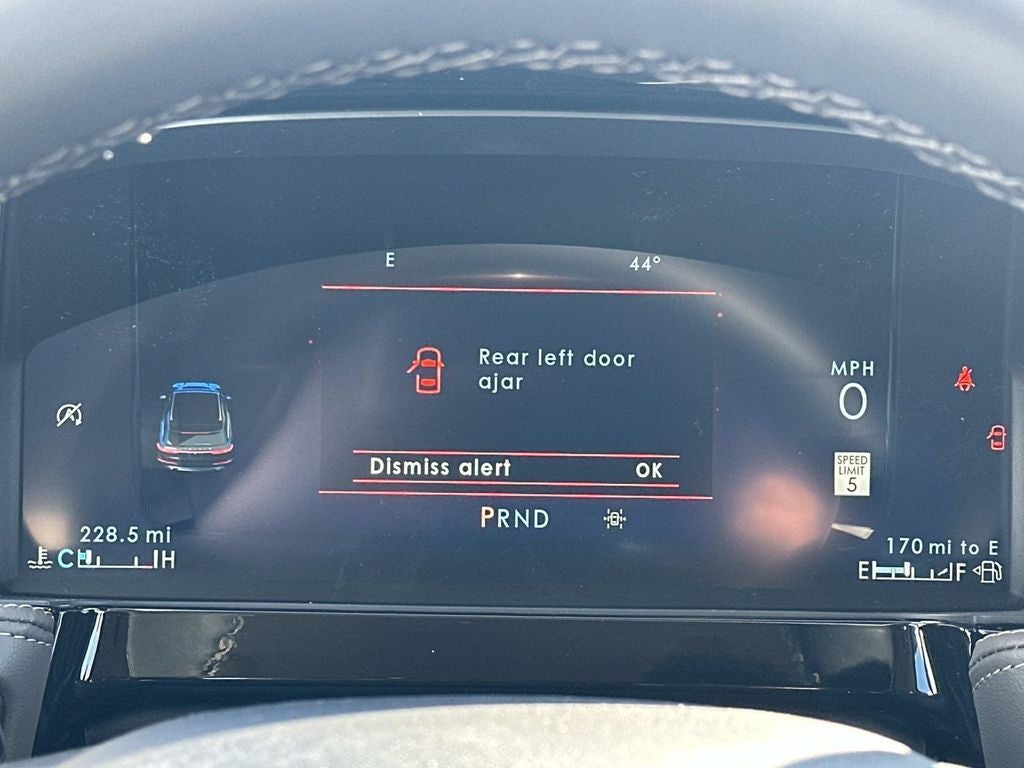 E 44°
Rear left door
ajar
MPH
0
Dismiss alert OK
SPEED
LIMIT
5
PRND
228.5 mi
170 mi to E
C H
E F